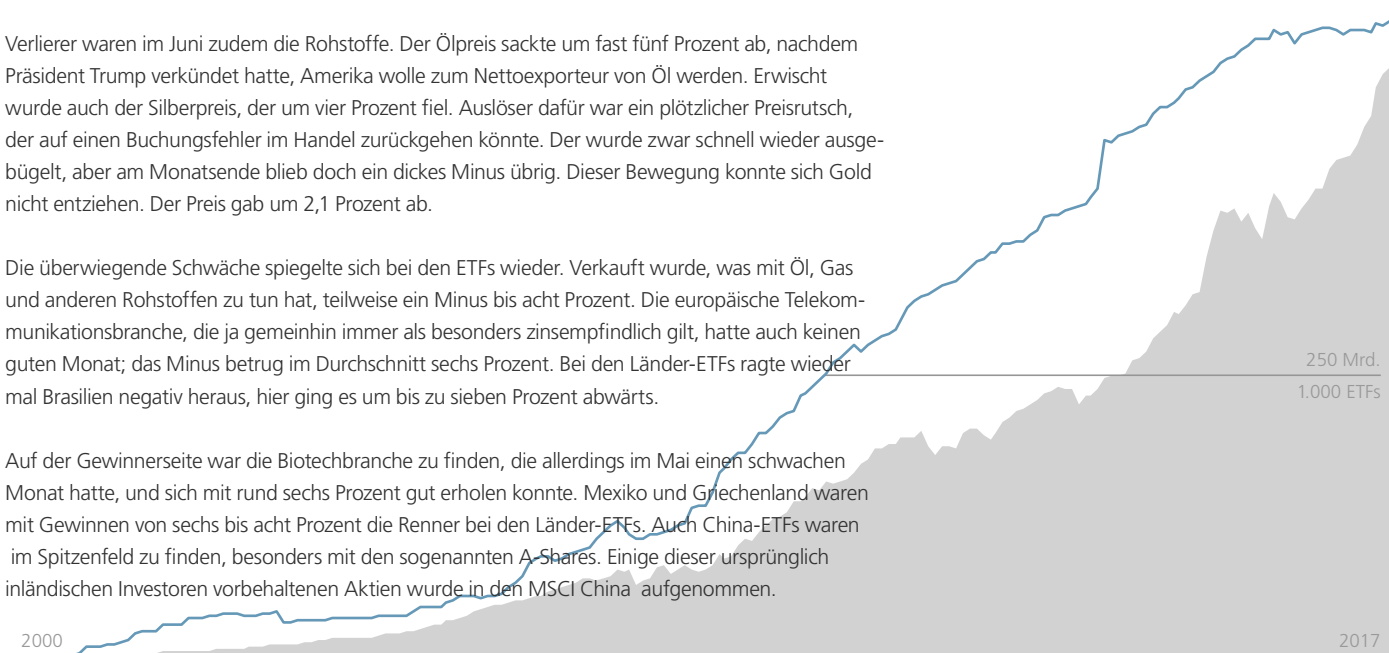 Verlierer waren im Juni zudem die Rohstoffe. Der Ölpreis sackte um fast fünf Prozent ab, nachdem
Präsident Trump verkündet hatte, Amerika wolle zum Nettoexporteur von Öl werden. Erwischt
wurde auch der Silberpreis, der um vier Prozent fiel. Auslöser dafür war ein plötzlicher Preisrutsch,
der auf einen Buchungsfehler im Handel zurückgehen könnte. Der wurde zwar schnell wieder ausge-
bügelt, aber am Monatsende blieb doch ein dickes Minus übrig. Dieser Bewegung konnte sich Gold
nicht entziehen. Der Preis gab um 2,1 Prozent ab.
Die überwiegende Schwäche spiegelte sich bei den ETFs wieder. Verkauft wurde, was mit Öl, Gas
und anderen Rohstoffen zu tun hat, teilweise ein Minus bis acht Prozent. Die europäische Telekom-
munikationsbranche, die ja gemeinhin immer als besonders zinsempfindlich gilt, hatte auch keinen
guten Monat; das Minus betrug im Durchschnitt sechs Prozent. Bei den Länder-ETFs ragte wieder
mal Brasilien negativ heraus, hier ging es um bis zu sieben Prozent abwärts.
Auf der Gewinnerseite war die Biotechbranche zu finden, die allerdings im Mai einen schwachen
Monat hatte, und sich mit rund sechs Prozent gut erholen konnte. Mexiko und Griechenland waren
mit Gewinnen von sechs bis acht Prozent die Renner bei den Länder-ETFs. Auch China-ETFs waren
im Spitzenfeld zu finden, besonders mit den sogenannten A-Shares. Einige dieser ursprünglich
inländischen Investoren vorbehaltenen Aktien wurde in den MSCI China aufgenommen.
250 Mrd.
1.000 ETFs
2000
2017